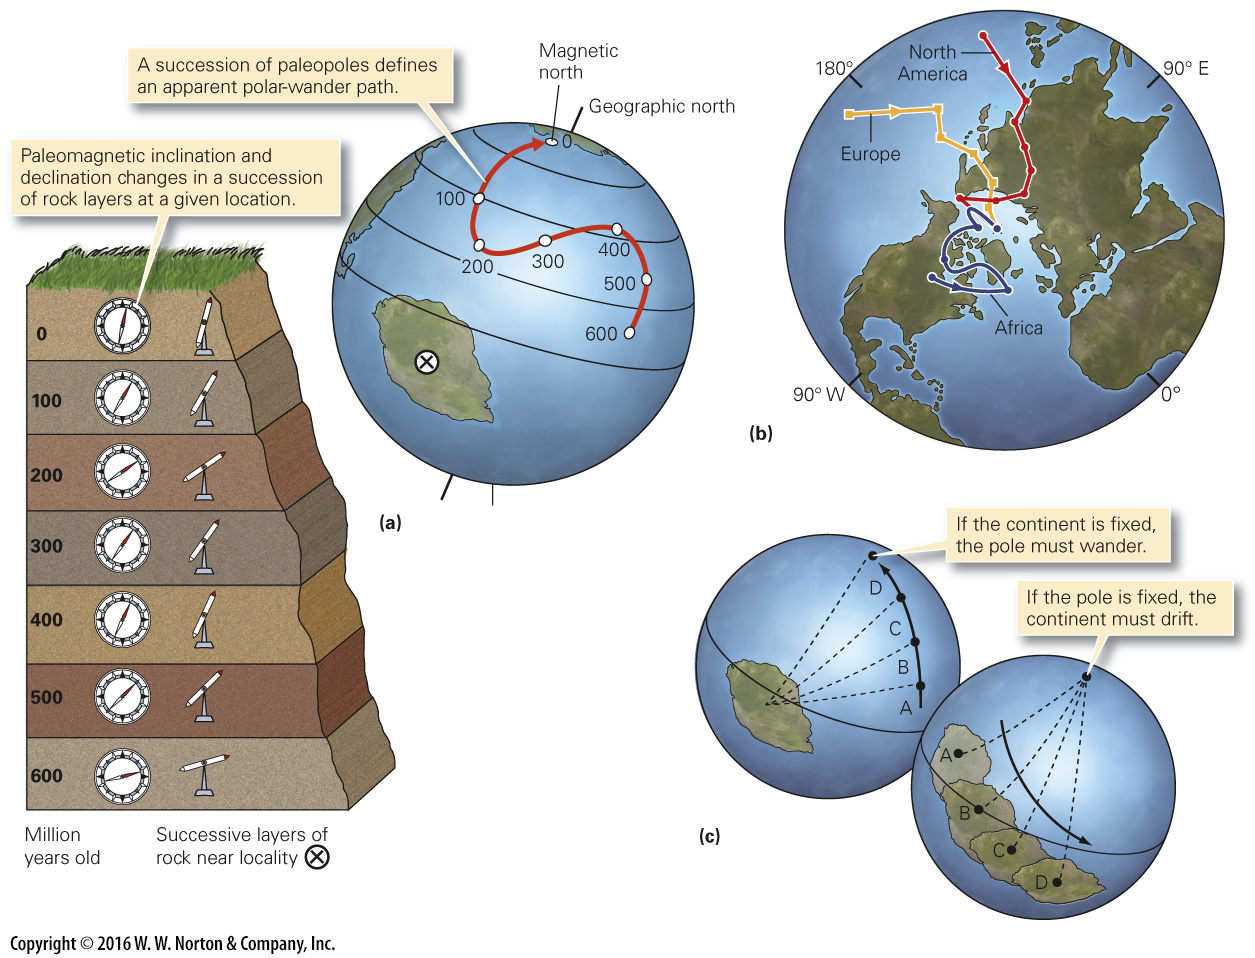 A succession of paleopoles defines
an apparent polar-wander path.
Magnetic
north
Geographic north
Paleomagnetic inclination and
declination changes in a succession
of rock layers at a given location.
0
100
200
300
400
500
600
Million
years old
Successive layers of
rock near locality
0
100
200
300
400
500
600
(a)
North
America
180°
90° E
Europe
Africa
90° W
0°
(b)
If the continent is fixed,
the pole must wander.
D
C
B
A
If the pole is fixed, the
continent must drift.
A
B
C
D
(c)
Copyright © 2016 W. W. Norton & Company, Inc.